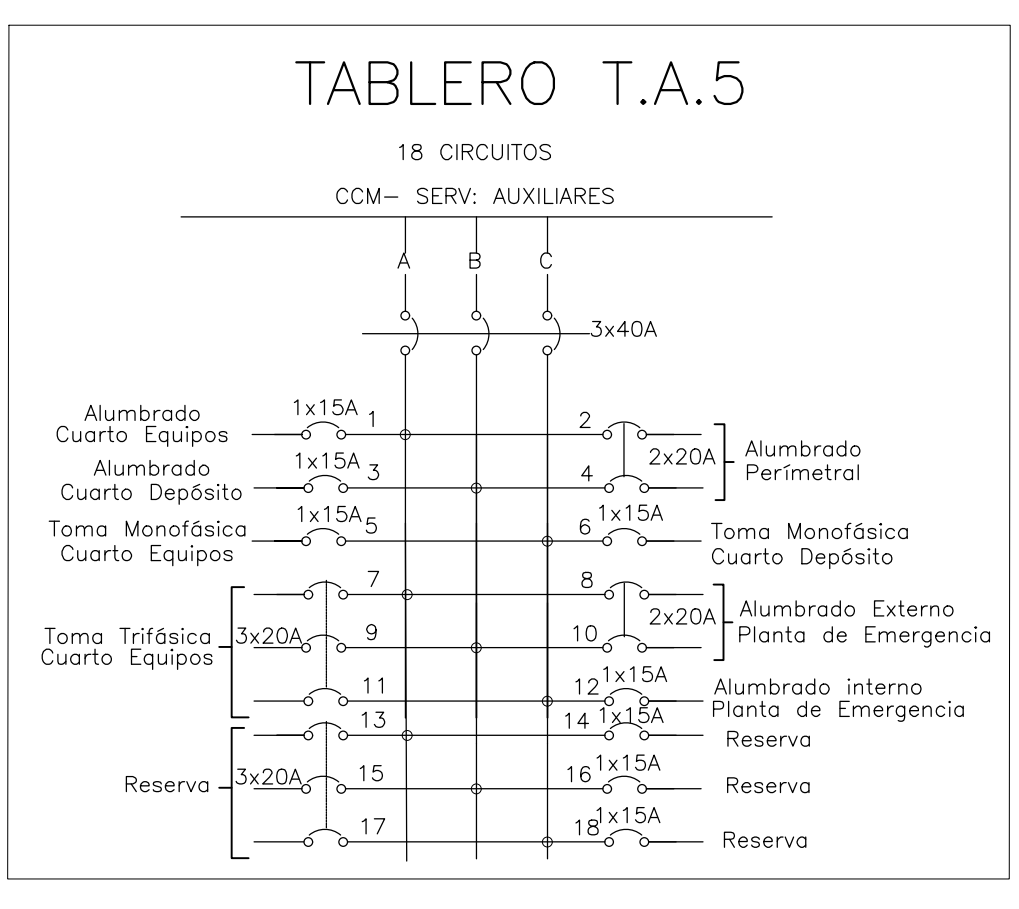 TABLERO T.A.5
18 CIRCUITOS
CCM- SERV: AUXILIARES
A B C
3x40A
Alumbrado
Cuarto Equipos
1x15A 1
2
2x20A
Alumbrado
Perímetral
Alumbrado
Cuarto Depósito
1x15A 3
4
Toma Monofásica
Cuarto Equipos
1x15A 5
6 1x15A
Toma Monofásica
Cuarto Depósito
7
8
2x20A
Alumbrado Externo
Planta de Emergencia
Toma Trifásica
Cuarto Equipos
3x20A
9
10
11
12 1x15A
Alumbrado interno
Planta de Emergencia
13
14 1x15A
Reserva
Reserva
3x20A
15
16 1x15A
Reserva
17
18 1x15A
Reserva